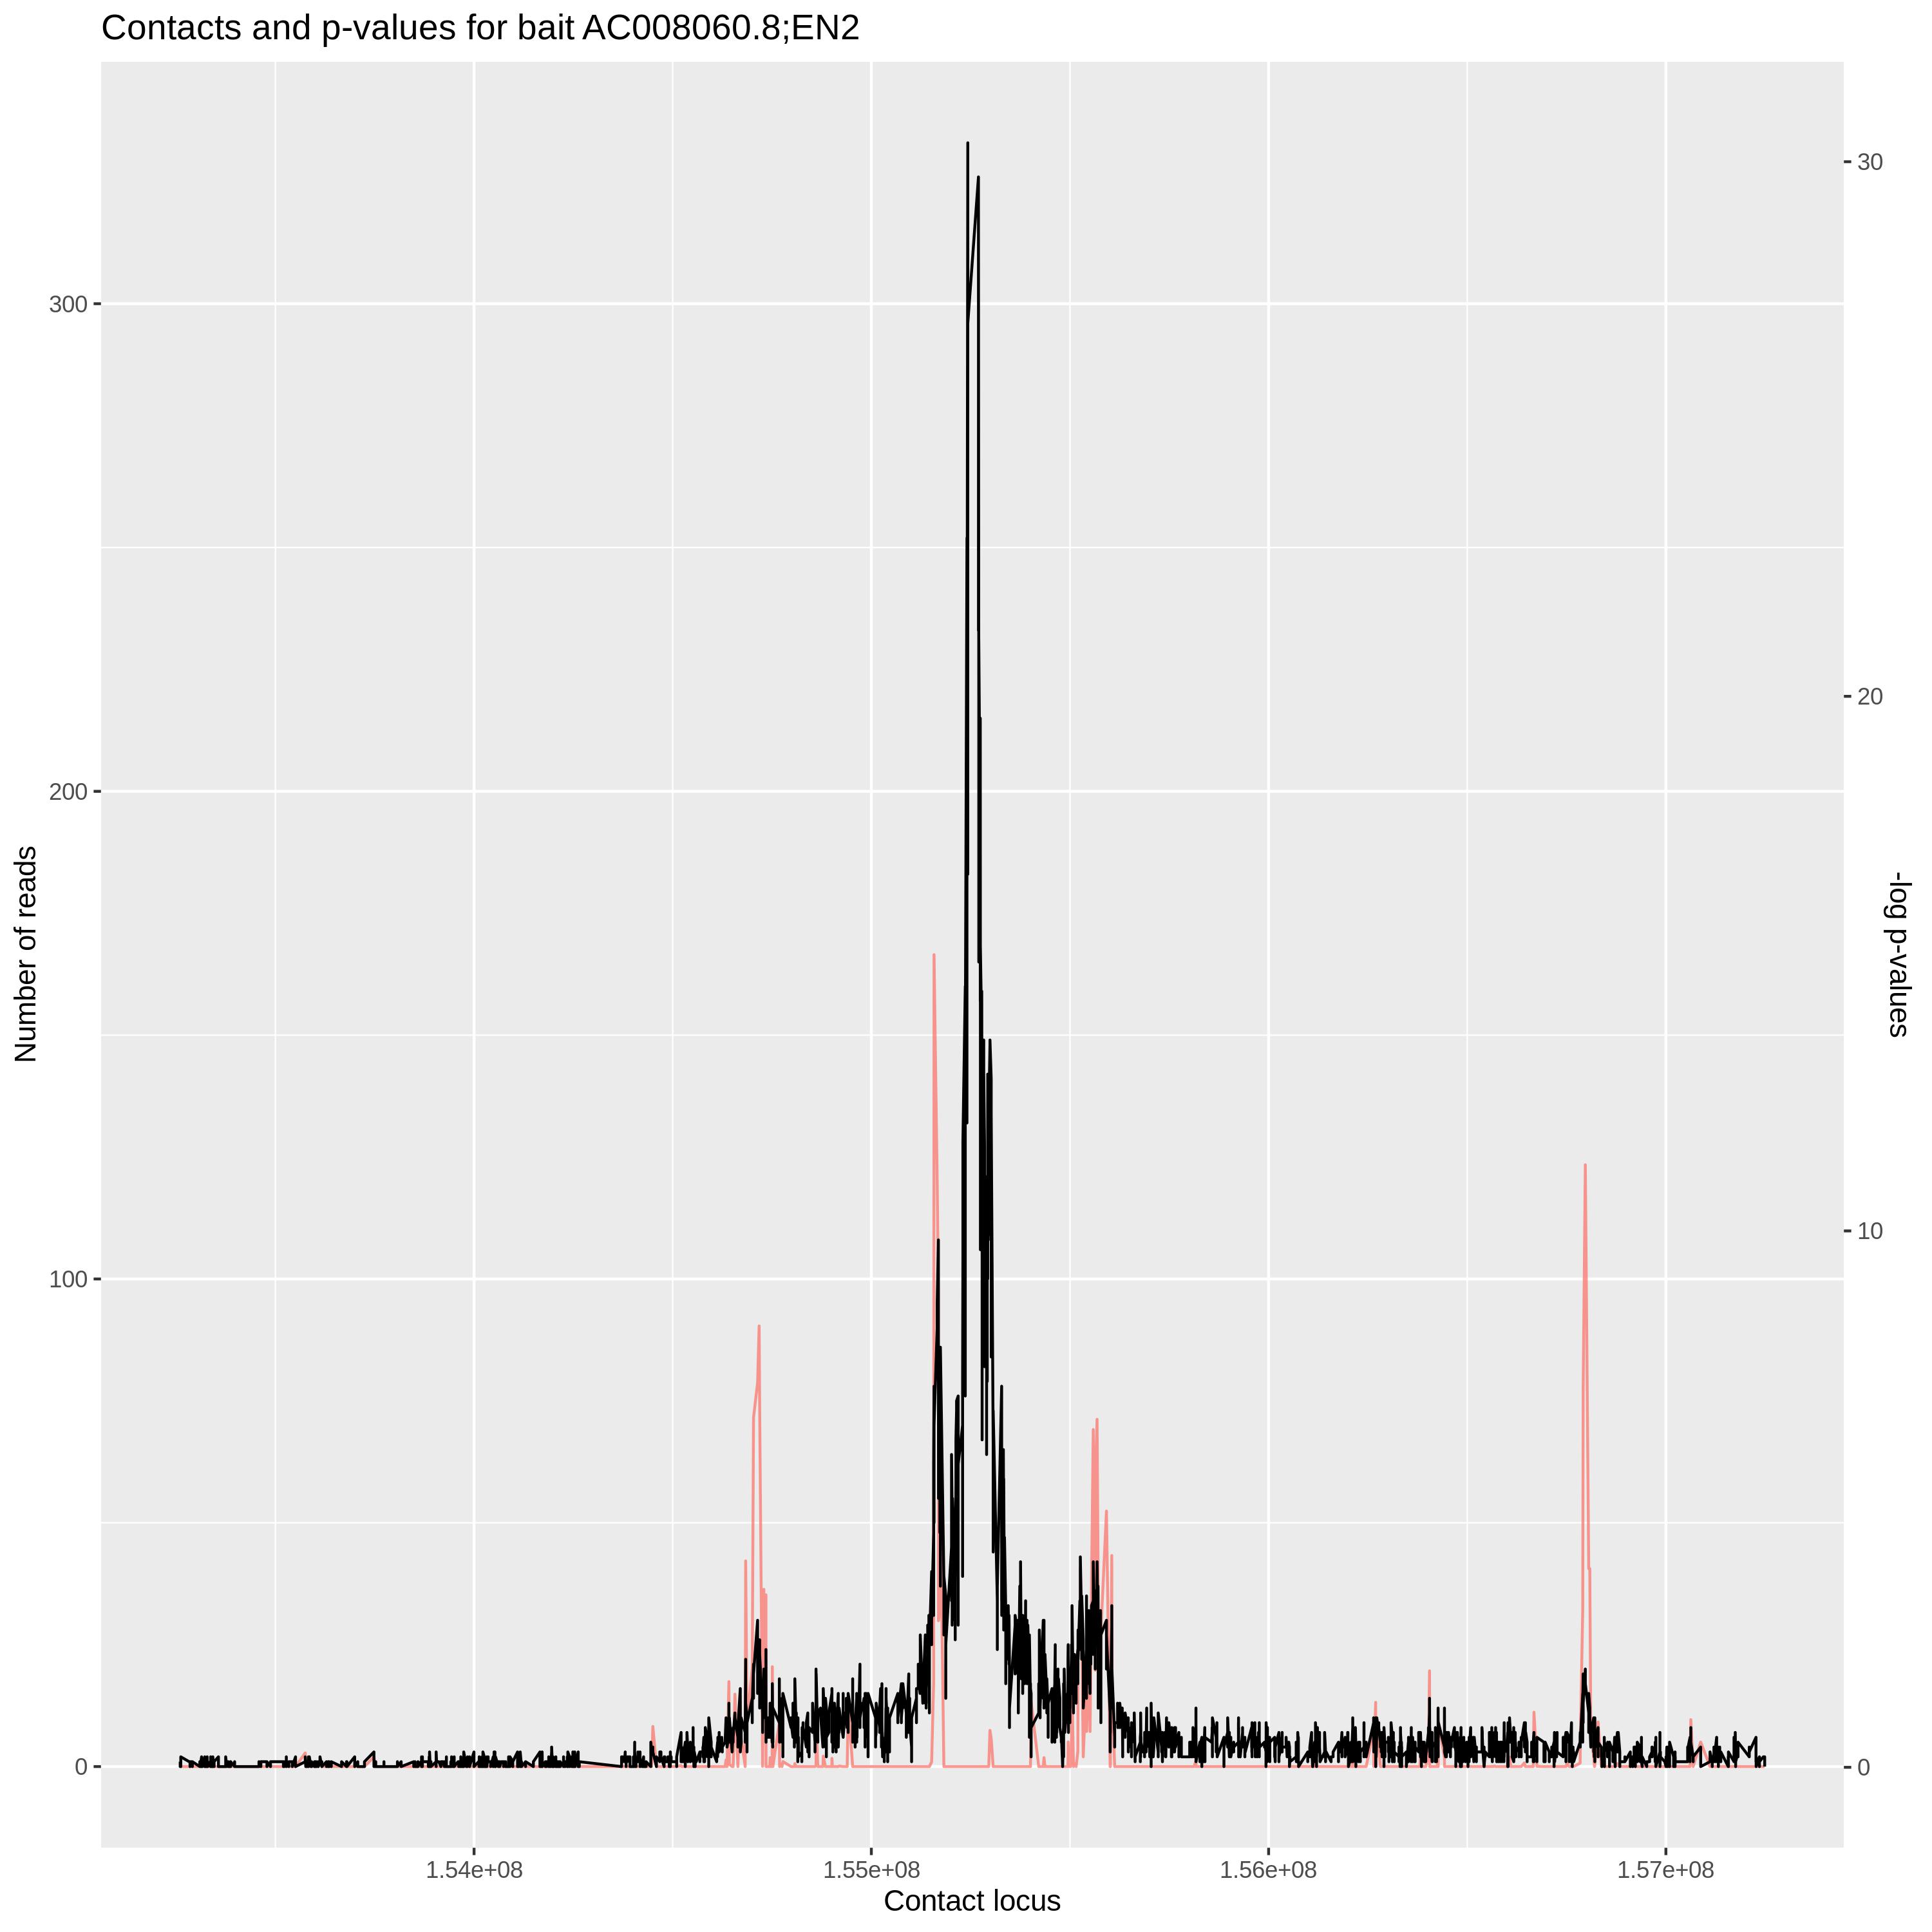 Contacts and p-values for bait AC008060.8;EN2
Number of reads
300
200
100
0
30
20
10
0
-log p-values
1.54e+08 1.55e+08 1.56e+08 1.57e+08
Contact locus